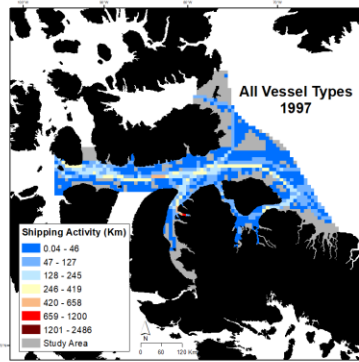 All Vessel Types
1997
Shipping Activity (Km)
0.04 - 46
47 - 127
128 - 245
246 - 419
420 - 658
659 - 1200
1201 - 2486
Study Area
N
0
60
120 Km